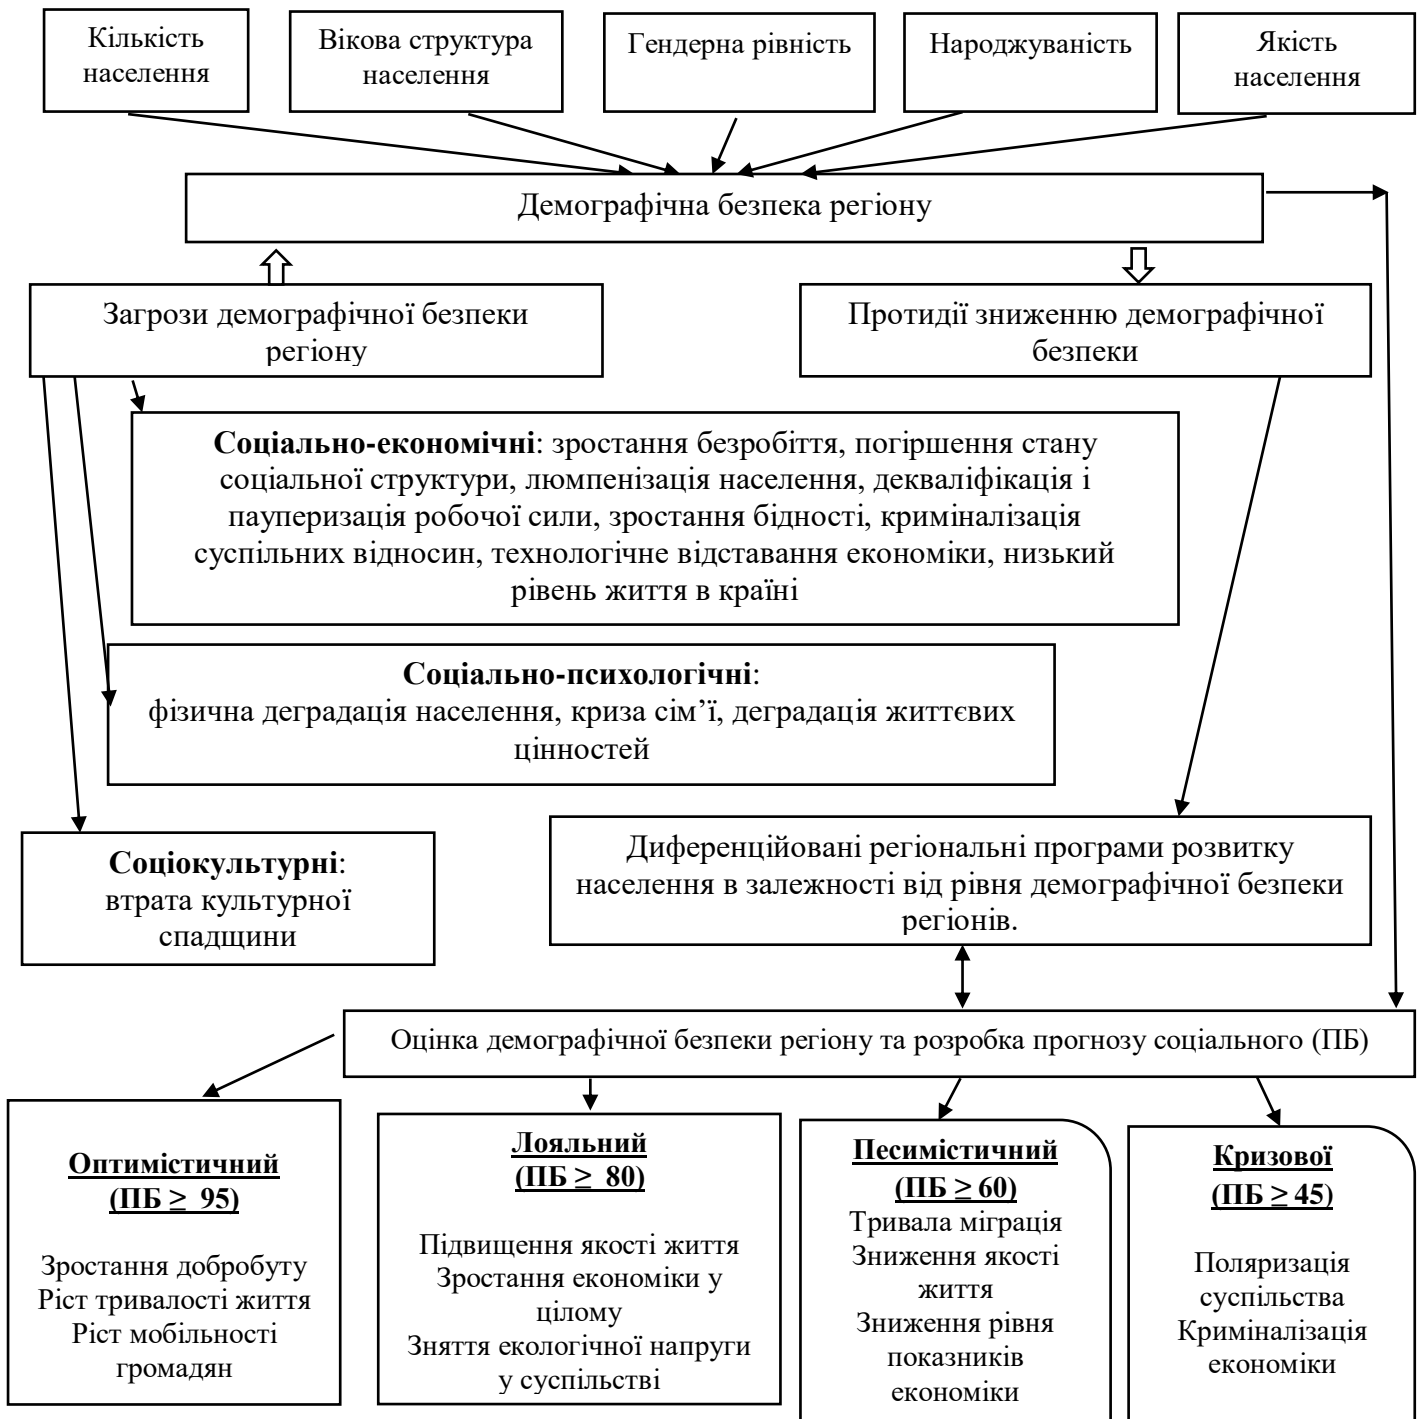 Кількість
населення
Вікова структура
населення
Гендерна рівність
Народжуваність
Якість
населення
Демографічна безпека регіону
Загрози демографічної безпеки
регіону
Протидії зниженню демографічної
безпеки
Соціально-економічні: зростання безробіття, погіршення стану
соціальної структури, люмпенізація населення, декваліфікація і
пауперизація робочої сили, зростання бідності, криміналізація
суспільних відносин, технологічне відставання економіки, низький
рівень життя в країні
Соціально-психологічні:
фізична деградація населення, криза сім’ї, деградація життєвих
цінностей
Соціокультурні:
втрата культурної
спадщини
Диференційовані регіональні програми розвитку
населення в залежності від рівня демографічної безпеки
регіонів.
Оцінка демографічної безпеки регіону та розробка прогнозу соціального (ПБ)
Оптимістичний
(ПБ ≥ 95)
Зростання добробуту
Ріст тривалості життя
Ріст мобільності
громадян
Лояльний
(ПБ ≥ 80)
Підвищення якості життя
Зростання економіки у
цілому
Зняття екологічної напруги
у суспільстві
Песимістичний
(ПБ ≥ 60)
Тривала міграція
Зниження якості
життя
Зниження рівня
показників
економіки
Кризової
(ПБ ≥ 45)
Поляризація
суспільства
Криміналізація
економіки